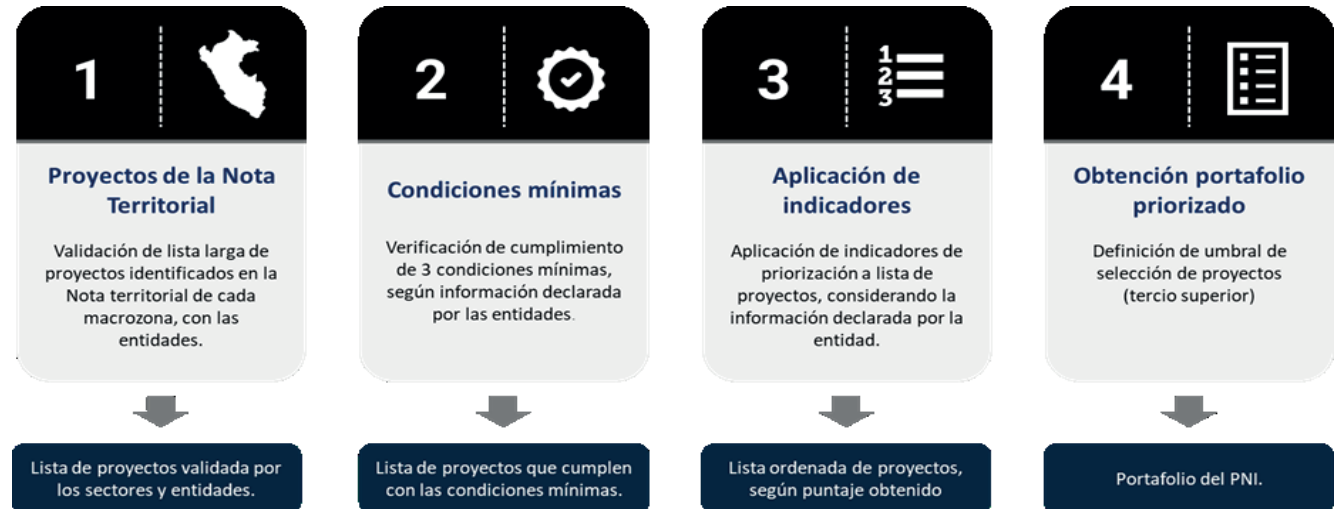 1
Proyectos de la Nota
Territorial
Validación de lista larga de
proyectos identificados en la
Nota territorial de cada
macrozona, con las
entidades.
Lista de proyectos validada por
los sectores y entidades.
2
Condiciones mínimas
Verificación de cumplimiento
de 3 condiciones mínimas,
según información declarada
por las entidades.
Lista de proyectos que cumplen
con las condiciones mínimas.
3
1
2
3
Aplicación de
indicadores
Aplicación de indicadores de
priorización a lista de
proyectos, considerando la
información declarada por la
entidad.
Lista ordenada de proyectos,
según puntaje obtenido
4
Obtención portafolio
priorizado
Definición de umbral de
selección de proyectos
(tercio superior)
Portafolio del PNI.